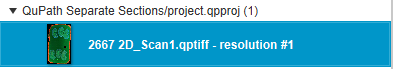 QuPath Separate Sections/project.qpproj (1)
2667 2D_Scan1.qptiff - resolution #1